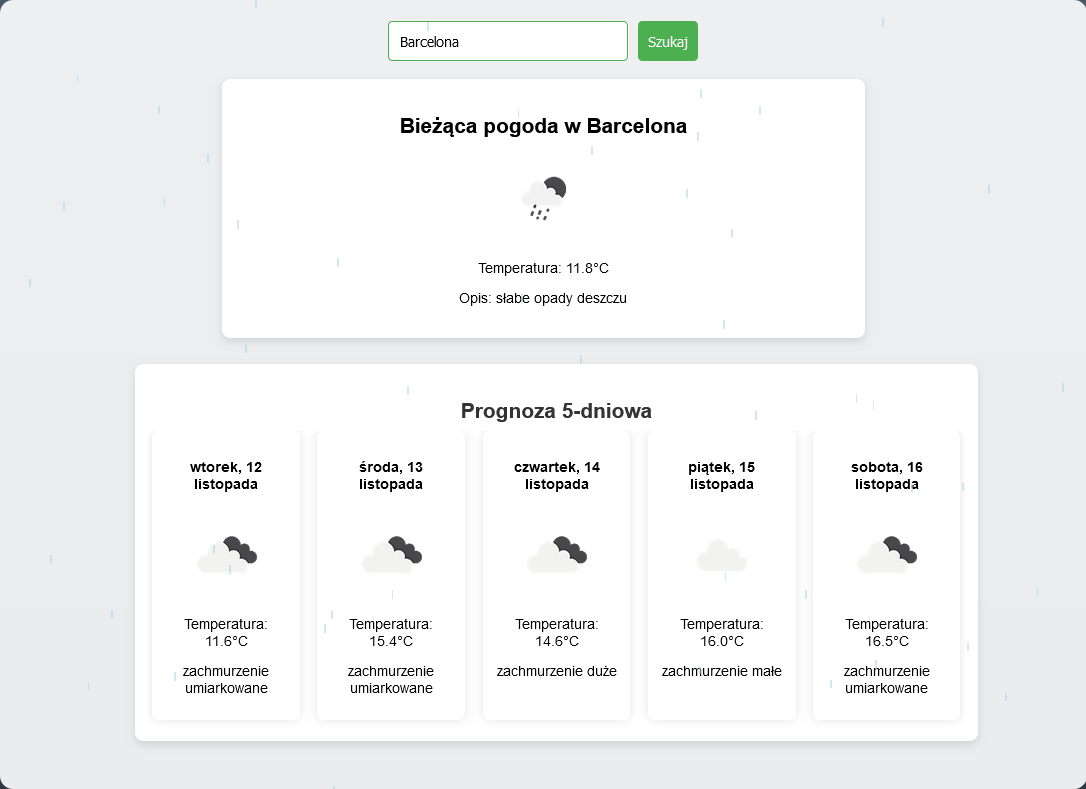 Barcelona
Szukaj
Bieżąca pogoda w Barcelona
Temperatura: 11.8°C
Opis: słabe opady deszczu
Prognoza 5-dniowa
wtorek, 12
listopada
Temperatura:
11.6°C
zachmurzenie
umiarkowane
środa, 13
listopada
Temperatura:
15.4°C
zachmurzenie
umiarkowane
czwartek, 14
listopada
Temperatura:
14.6°C
zachmurzenie duże
piątek, 15
listopada
Temperatura:
16.0°C
zachmurzenie małe
sobota, 16
listopada
Temperatura:
16.5°C
zachmurzenie
umiarkowane